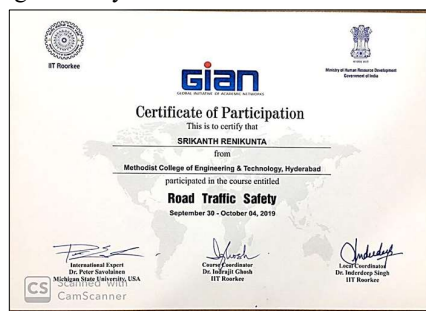 IIT Roorkee
Ministry of Human Resource Development
Government of India
Gian
GLOBAL INITIATIVE OF ACADEMIC NETWORKS
Certificate of Participation
This is to certify that
SRIKANTH RENIKUNTA
from
Methodist College of Engineering & Technology, Hyderabad
participated in the course entitled
Road Traffic Safety
September 30 - October 04, 2019
International Expert
Dr. Peter Savolainen
Michigan State University, USA
Course Coordinator
Dr. Indrajit Ghosh
IIT Roorkee
Local Coordinator
Dr. Inderdeep Singh
IIT Roorkee
CS Scanned with
CamScanner